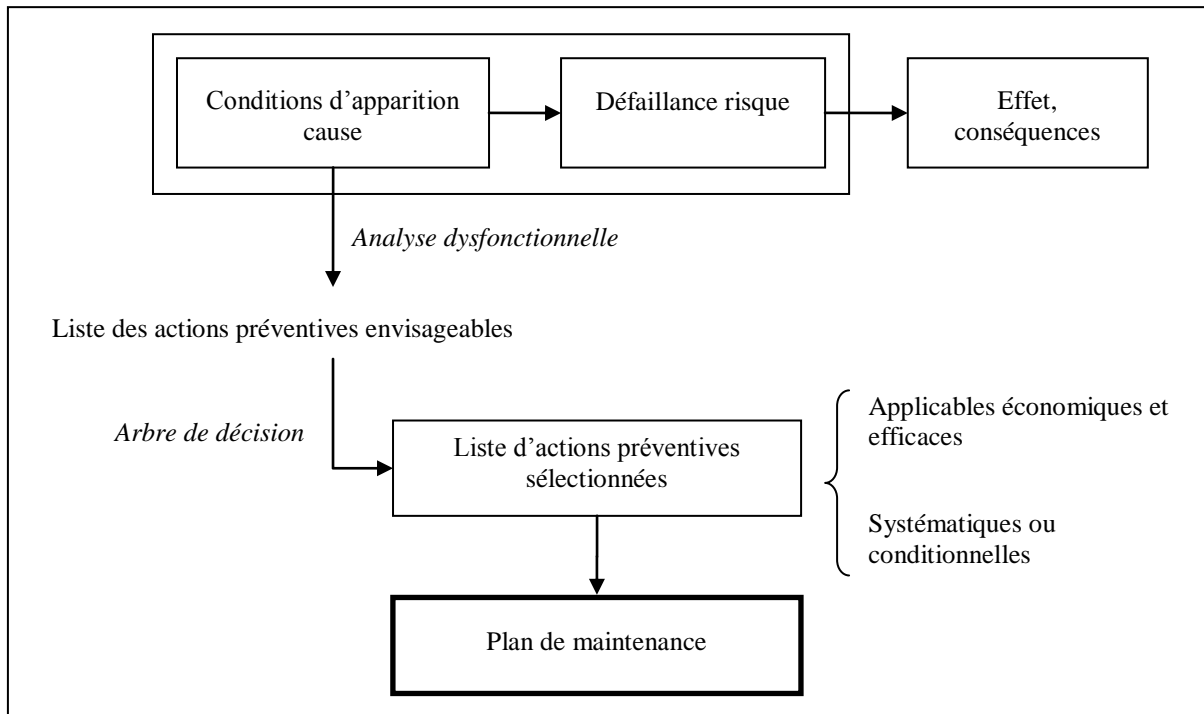 Conditions d’apparition
cause
Défaillance risque
Effet,
conséquences
Analyse dysfonctionnelle
Liste des actions préventives envisageables
Arbre de décision
Liste d’actions préventives
sélectionnées
Applicables économiques et
efficaces
Systématiques ou
conditionnelles
Plan de maintenance